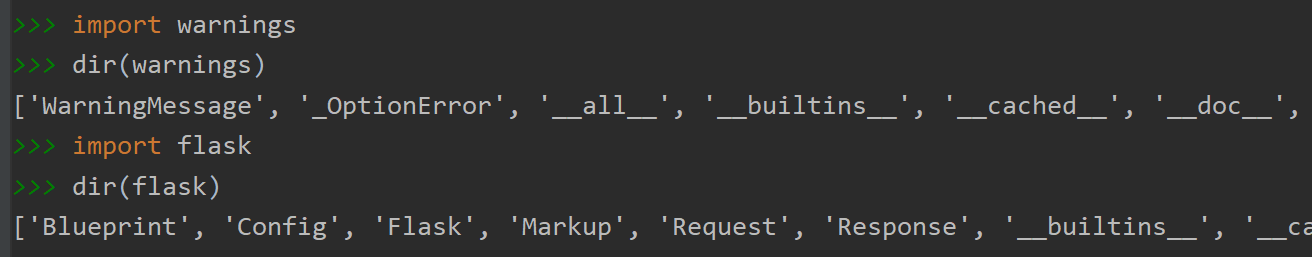 >>> import warnings
>>> dir(warnings)
['WarningMessage', '_OptionError', '__all__', '__builtins__', '__cached__', '__doc__',
>>> import flask
>>> dir(flask)
['Blueprint', 'Config', 'Flask', 'Markup', 'Request', 'Response', '__builtins__', '__ca